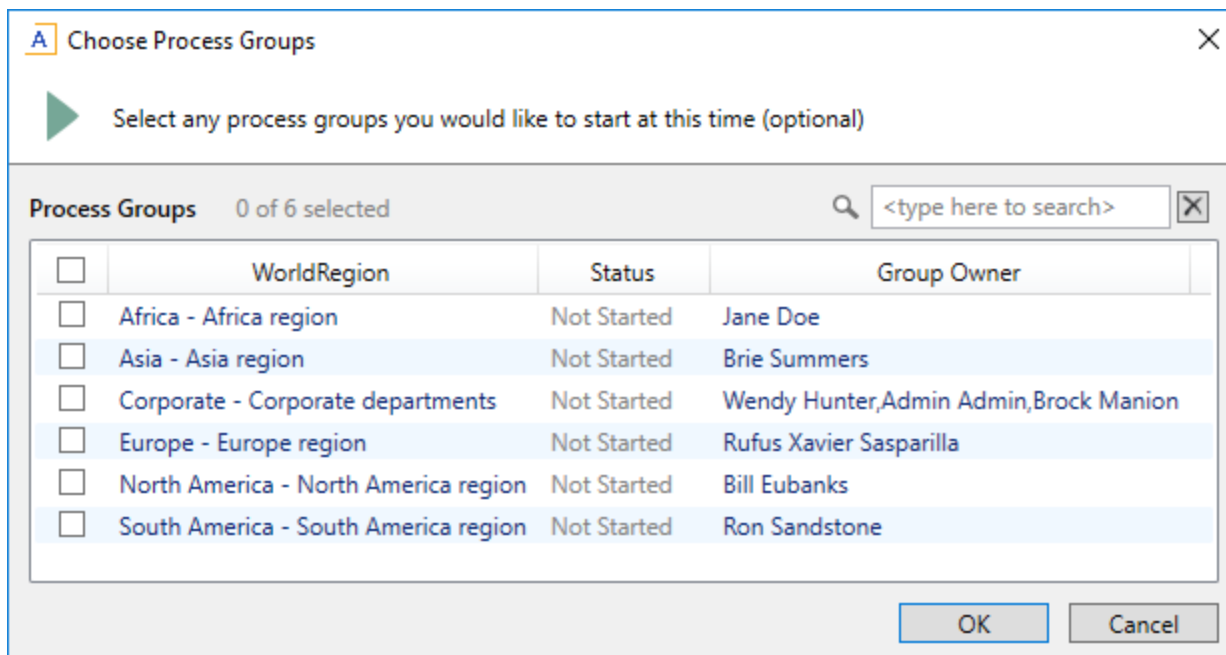 A Choose Process Groups
Select any process groups you would like to start at this time (optional)
Process Groups 0 of 6 selected <type here to search>
WorldRegion Status Group Owner
Africa - Africa region Not Started Jane Doe
Asia - Asia region Not Started Brie Summers
Corporate - Corporate departments Not Started Wendy Hunter,Admin Admin,Brock Manion
Europe - Europe region Not Started Rufus Xavier Sasparilla
North America - North America region Not Started Bill Eubanks
South America - South America region Not Started Ron Sandstone
OK Cancel